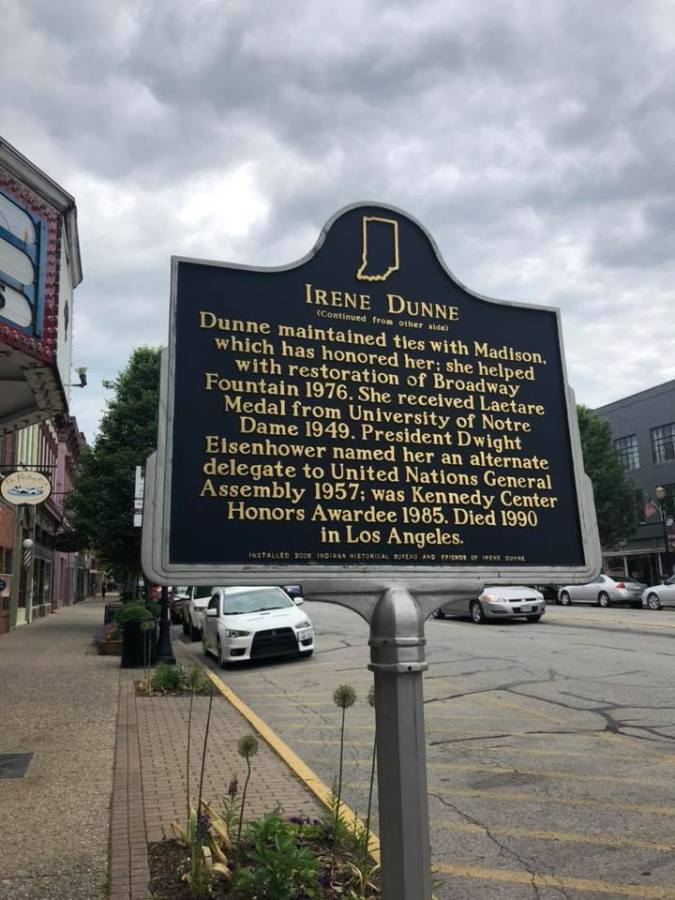 Irene Dunne
(Continued from other side)
Dunne maintained ties with Madison,
which has honored her; she helped
with restoration of Broadway
Fountain 1976. She received Laetare
Medal from University of Notre
Dame 1949. President Dwight
Eisenhower named her an alternate
delegate to United Nations General
Assembly 1957; was Kennedy Center
Honors Awardee 1985. Died 1990
in Los Angeles.
INSTALLED 2006 INDIANA HISTORICAL BUREAU AND FRIENDS OF IRENE DUNNE